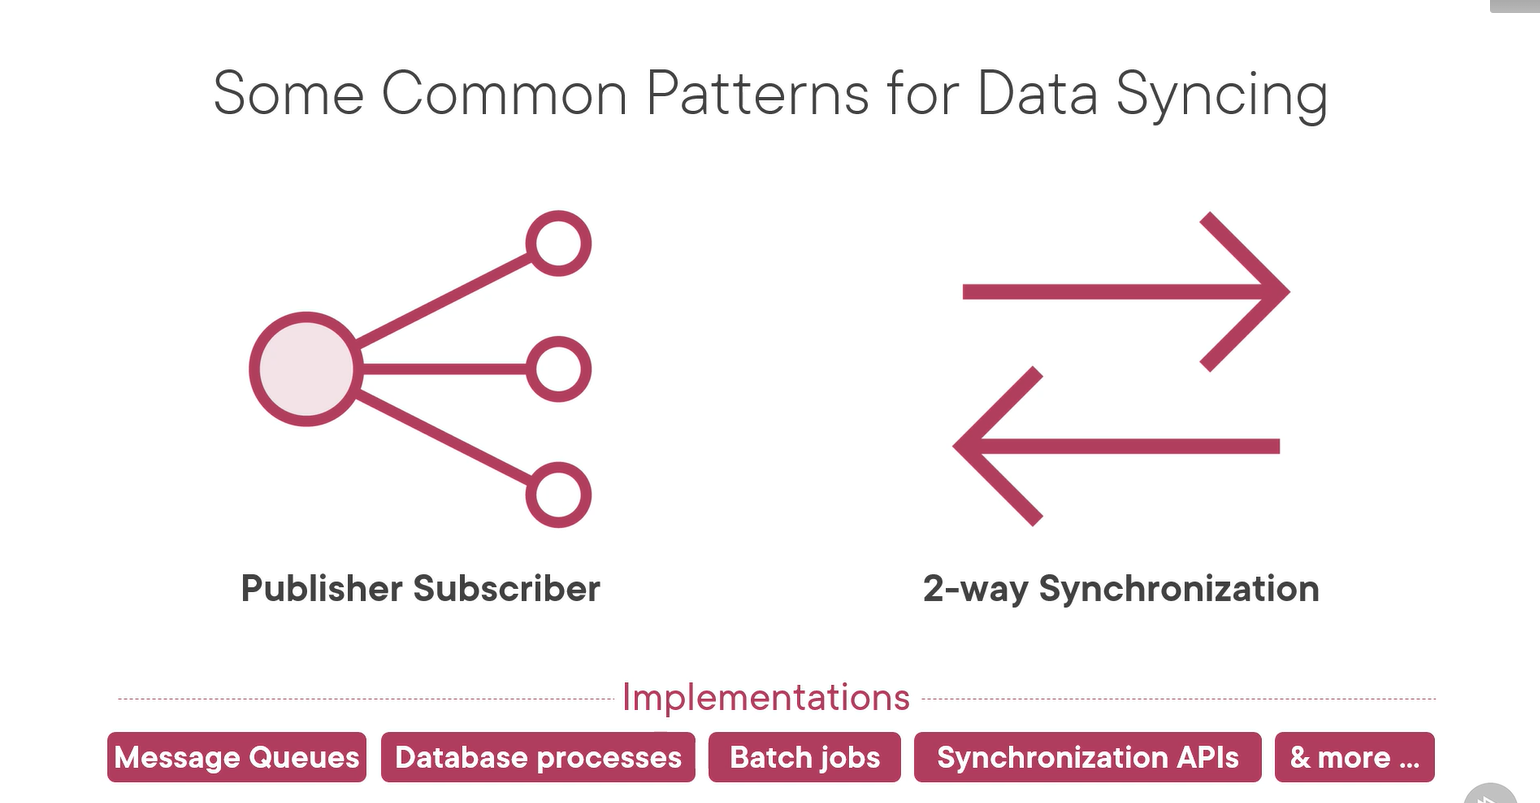 Some Common Patterns for Data Syncing
Publisher Subscriber
2-way Synchronization
Implementations
Message Queues
Database processes
Batch jobs
Synchronization APIs
& more ...